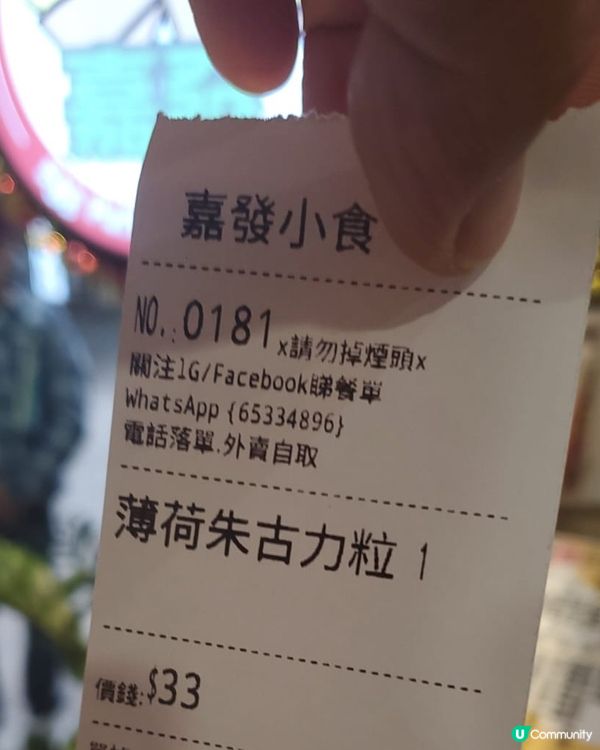 嘉發小食
NO.:0181 x請勿掉煙頭x
關注IG/Facebook睇餐單
WhatsApp {65334896}
電話落單.外賣自取
薄荷朱古力粒 1
價錢:$33
U Community